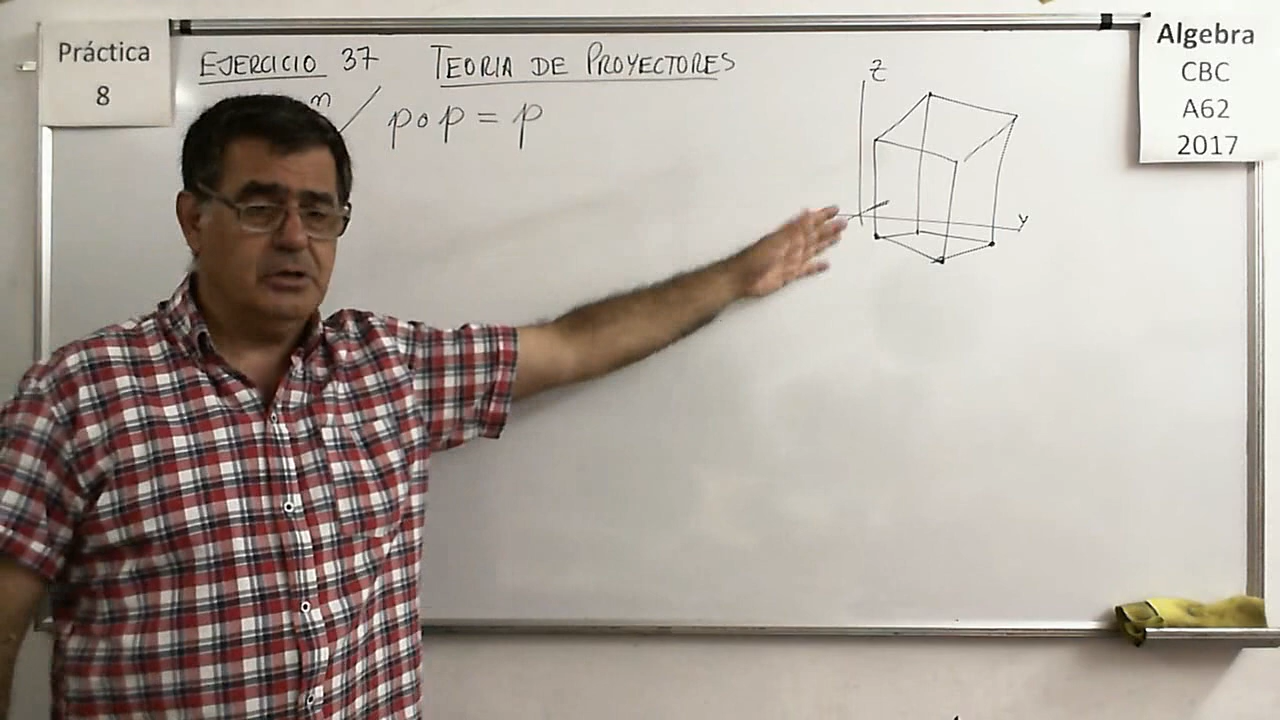 Práctica
8
EJERCICIO 37 TEORIA DE PROYECTORES
n / p o p = p
z
y
Algebra
CBC
A62
2017